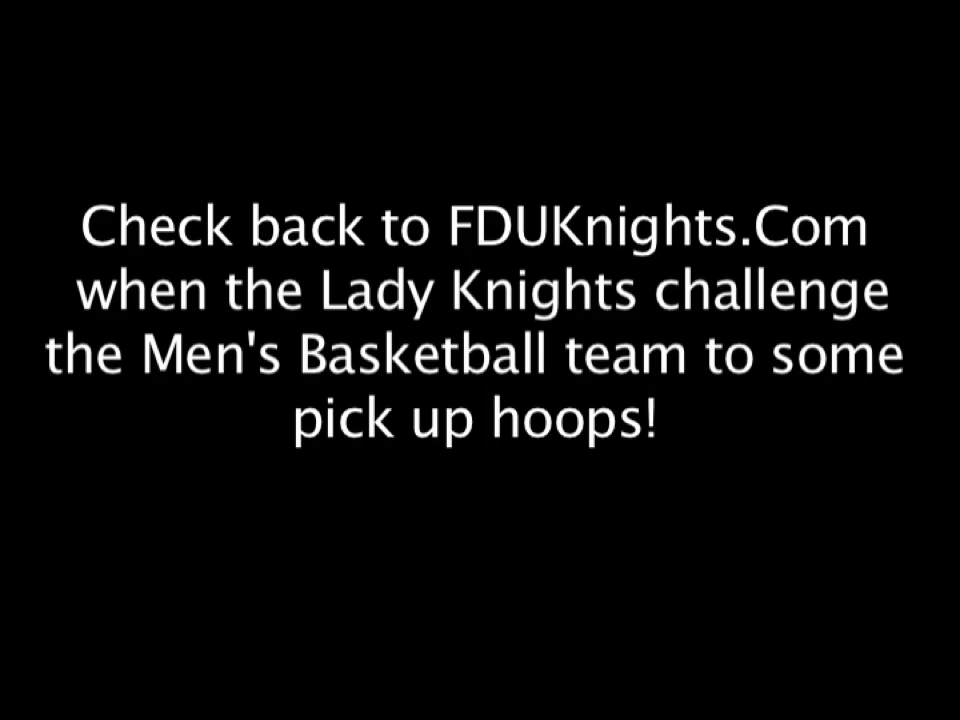 Check back to FDUKnights.Com
when the Lady Knights challenge
the Men's Basketball team to some
pick up hoops!